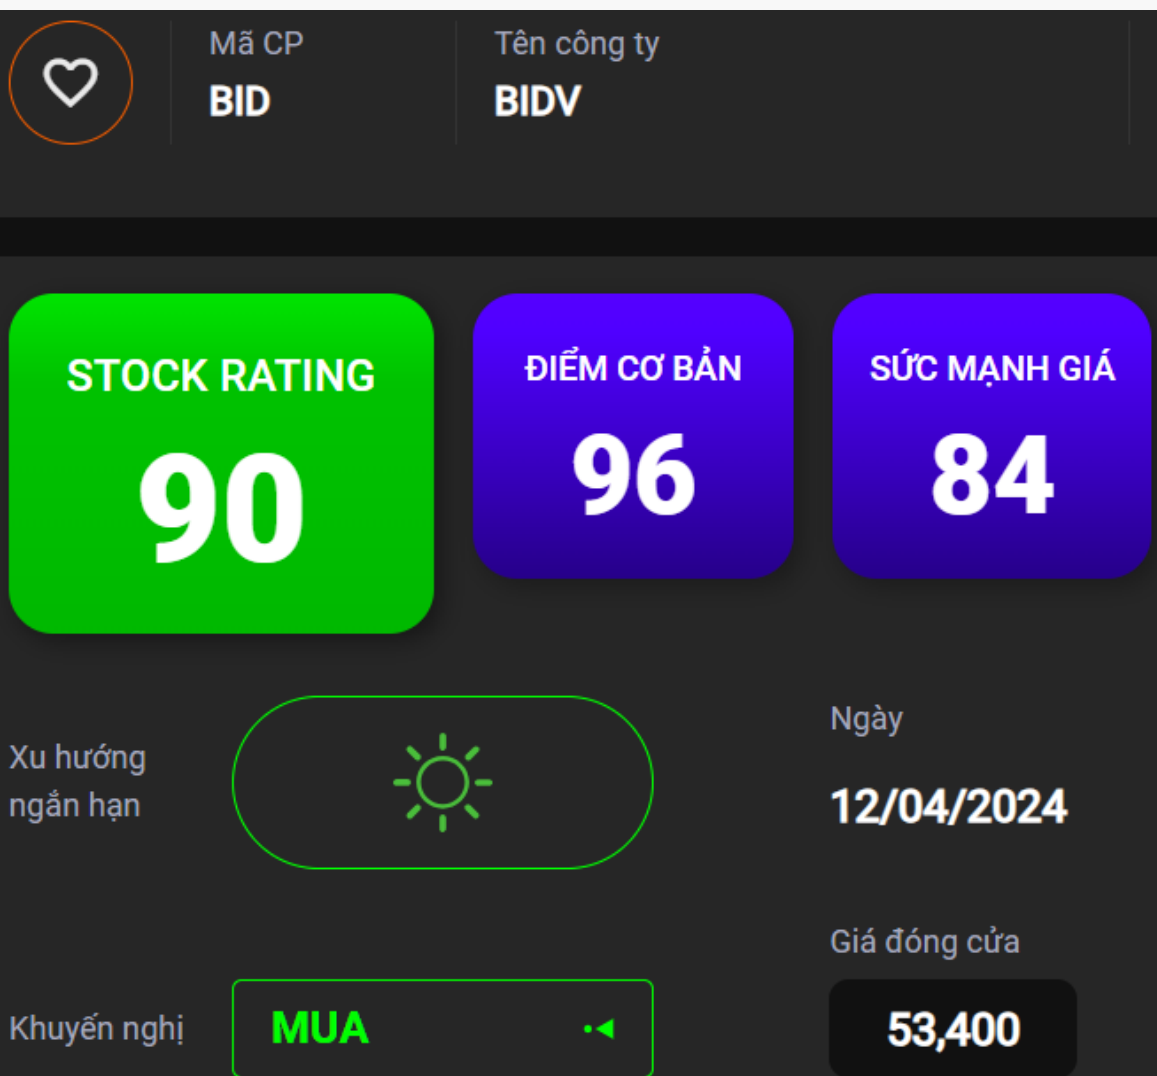 Mã CP
BID
Tên công ty
BIDV
STOCK RATING
90
ĐIỂM CƠ BẢN
96
SỨC MẠNH GIÁ
84
Xu hướng
ngắn hạn
Ngày
12/04/2024
Khuyến nghị
MUA
Giá đóng cửa
53,400